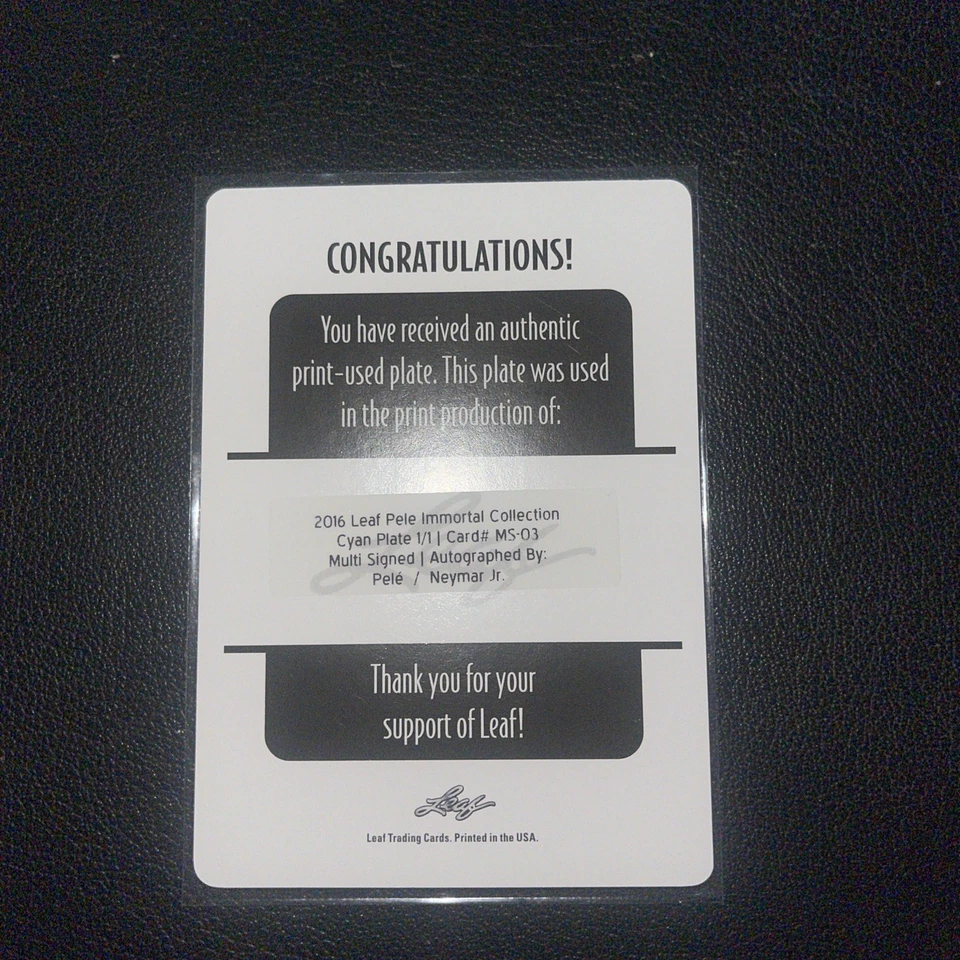 CONGRATULATIONS!
You have received an authentic
print-used plate. This plate was used
in the print production of:
2016 Leaf Pele Immortal Collection
Cyan Plate 1/1 | Card# MS-03
Multi Signed | Autographed By:
Pelé / Neymar Jr.
Thank you for your
support of Leaf!
Leaf
Leaf Trading Cards. Printed in the USA.